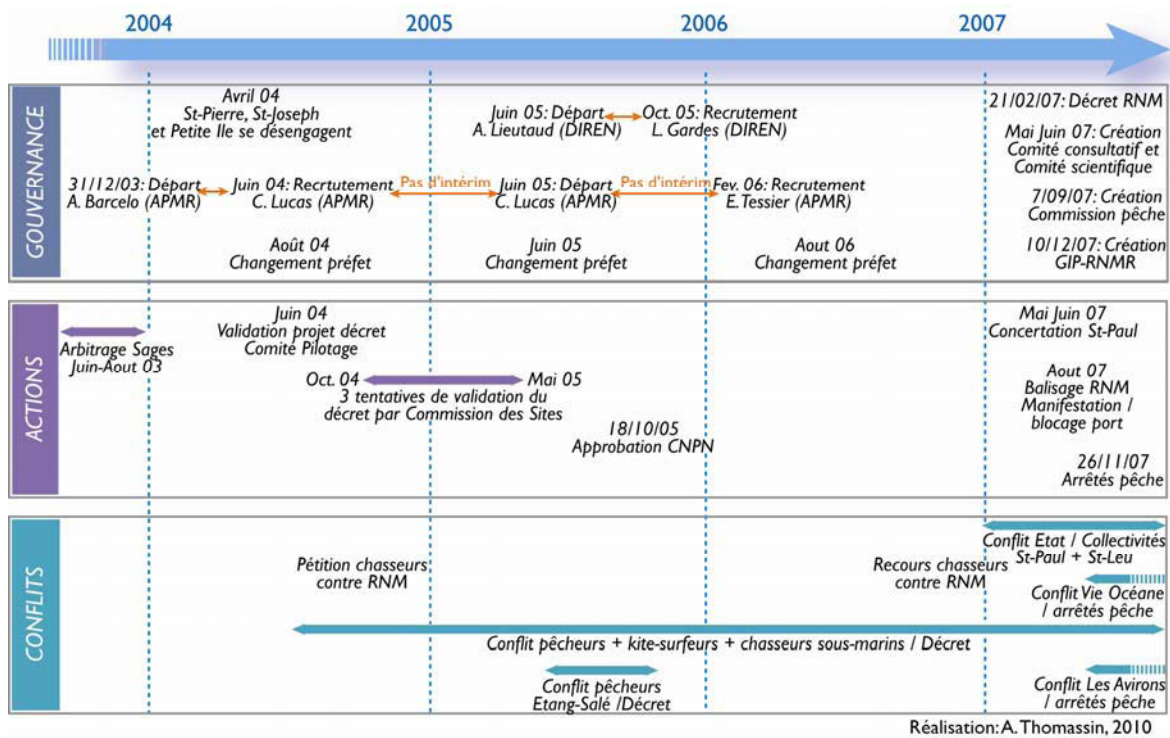 2004
2005
2006
2007
GOUVERNANCE
Avril 04
St-Pierre, St-Joseph
et Petite Ile se désengagent
Juin 05: Départ
A. Lieutaud (DIREN)
Oct. 05: Recrutement
L. Gardes (DIREN)
21/02/07: Décret RNM
Mai Juin 07: Création
Comité consultatif et
Comité scientifique
31/12/03: Départ
A. Barcelo (APMR)
Juin 04: Recrtutement
C. Lucas (APMR)
Pas d'intérim
Juin 05: Départ
C. Lucas (APMR)
Pas d'intérim
Fev. 06: Recrutement
E. Tessier (APMR)
7/09/07: Création
Commission pêche
Août 04
Changement préfet
Juin 05
Changement préfet
Aout 06
Changement préfet
10/12/07: Création
GIP-RNMR
ACTIONS
Arbitrage Sages
Juin-Aout 03
Juin 04
Validation projet décret
Comité Pilotage
Oct. 04
Mai 05
3 tentatives de validation du
décret par Commission des Sites
18/10/05
Approbation CNPN
Mai Juin 07
Concertation St-Paul
Aout 07
Balisage RNM
Manifestation /
blocage port
26/11/07
Arrêtés pêche
CONFLITS
Pétition chasseurs
contre RNM
Recours chasseurs
contre RNM
Conflit Etat / Collectivités
St-Paul + St-Leu
Conflit Vie Océane
/ arrêtés pêche
Conflit pêcheurs + kite-surfeurs + chasseurs sous-marins / Décret
Conflit pêcheurs
Etang-Salé /Décret
Conflit Les Avirons
/ arrêtés pêche
Réalisation: A. Thomassin, 2010